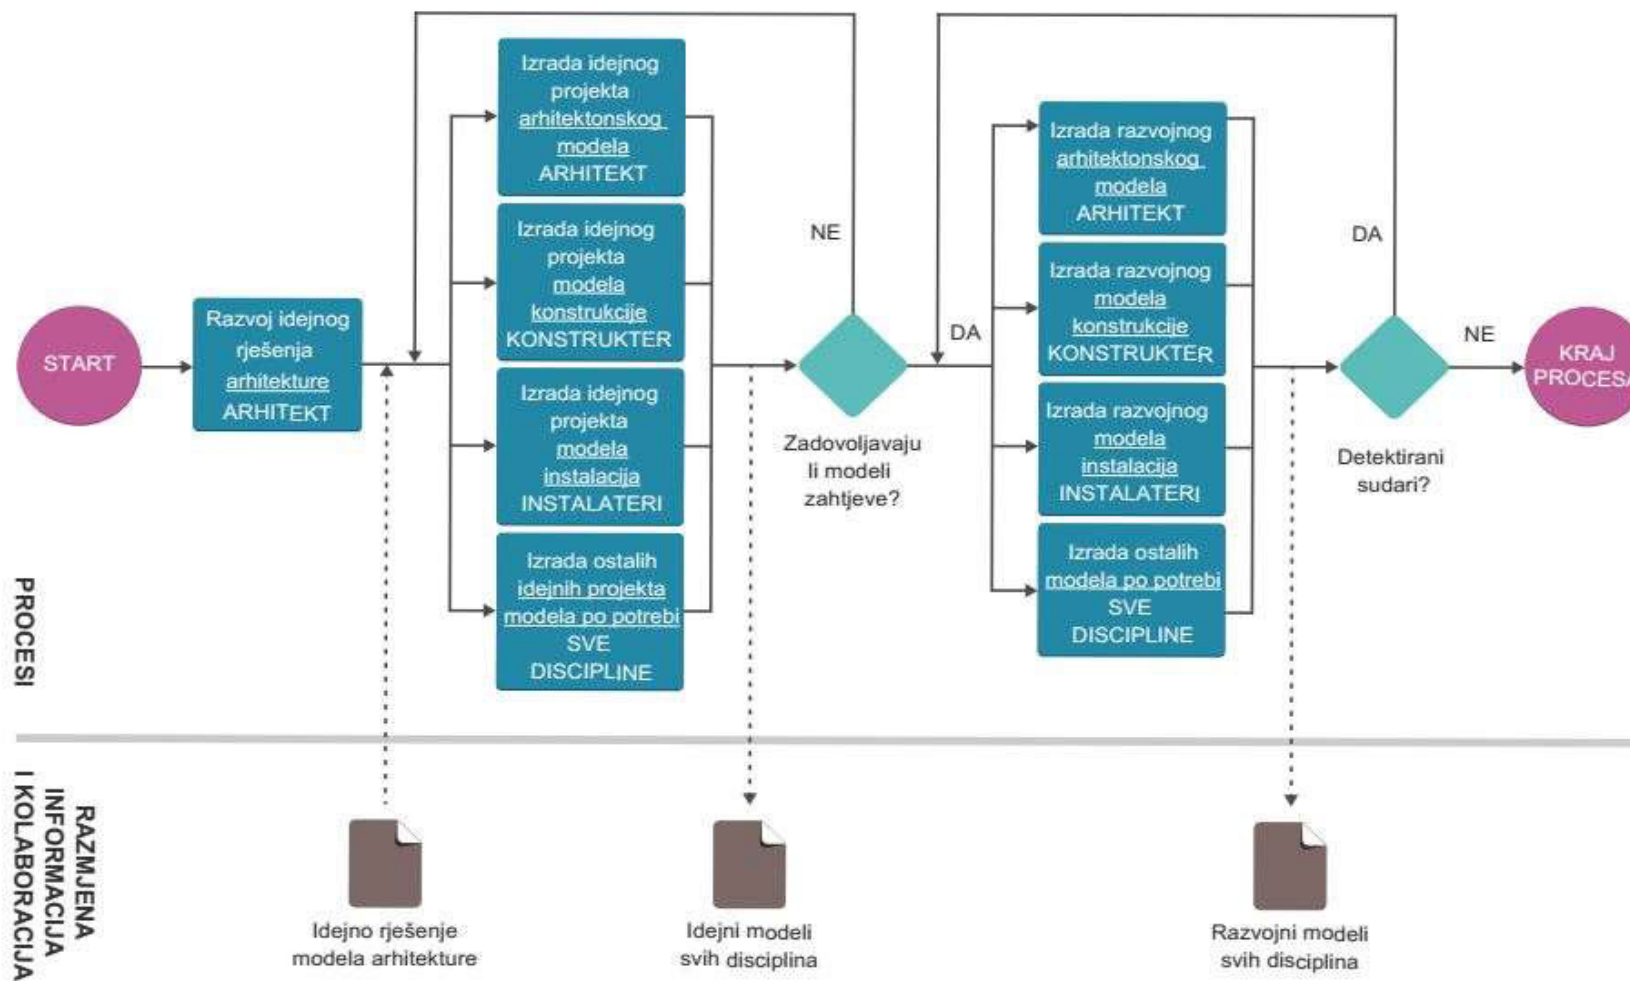 START
Razvoj idejnog
rješenja
arhitekture
ARHITEKT
Izrada idejnog
projekta
arhitektonskog
modela
ARHITEKT
Izrada idejnog
projekta
modela
konstrukcije
KONSTRUKTER
Izrada idejnog
projekta
modela
instalacija
INSTALATERI
Izrada ostalih
idejnih projekta
modela po potrebi
SVE
DISCIPLINE
NE
Zadovoljavaju
li modeli
zahtjeve?
DA
Izrada razvojnog
arhitektonskog
modela
ARHITEKT
Izrada razvojnog
modela
konstrukcije
KONSTRUKTER
Izrada razvojnog
modela
instalacija
INSTALATERI
Izrada ostalih
modela po potrebi
SVE
DISCIPLINE
DA
Detektirani
sudari?
NE
KRAJ
PROCESA
PROCESI
RAZMJENA
INFORMACIJA
I KOLABORACIJA
Idejno rješenje
modela arhitekture
Idejni modeli
svih disciplina
Razvojni modeli
svih disciplina